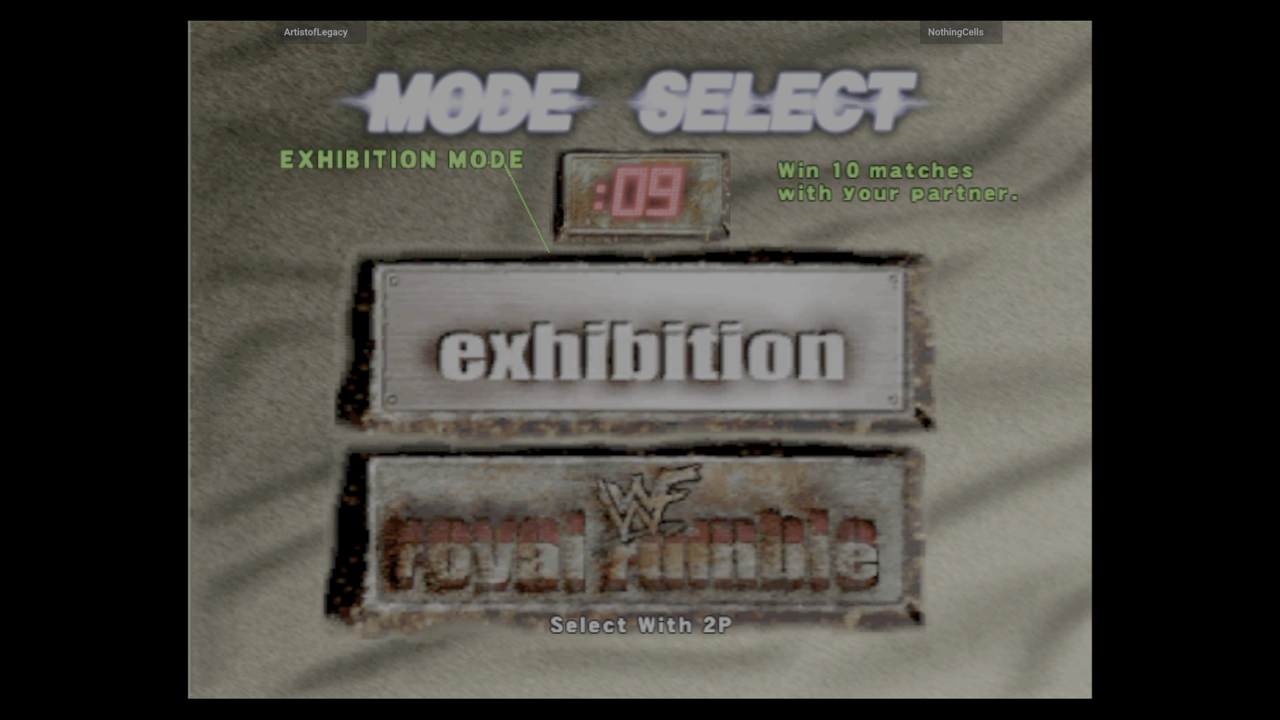 ArtistofLegacy
NothingCells
MODE SELECT
EXHIBITION MODE
:09
Win 10 matches
with your partner.
exhibition
WF
royal rumble
Select With 2P